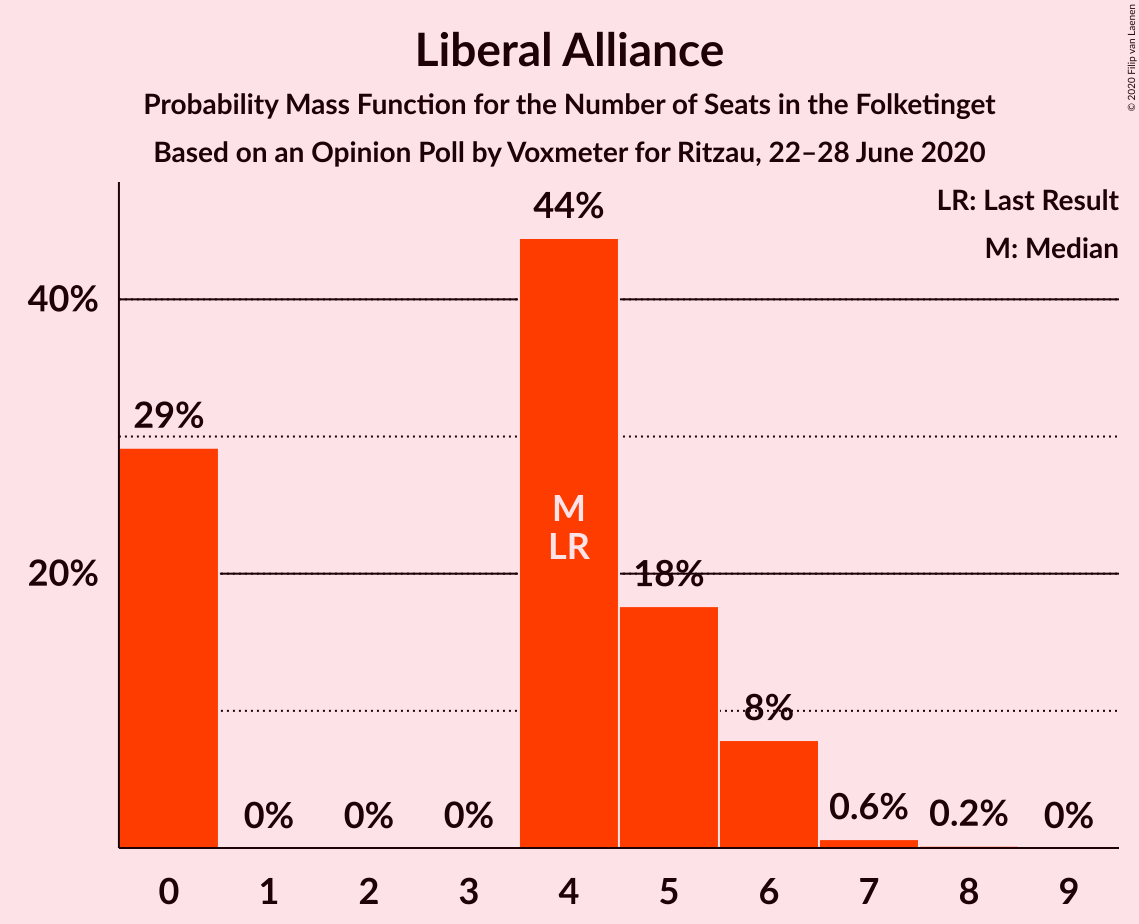 Liberal Alliance
Probability Mass Function for the Number of Seats in the Folketinget
Based on an Opinion Poll by Voxmeter for Ritzau, 22–28 June 2020
© 2020 Filip van Laenen
LR: Last Result
M: Median
44%
40%
29%
M
LR
20%
18%
8%
0%
0%
0%
0.6%
0.2%
0%
0
1
2
3
4
5
6
7
8
9